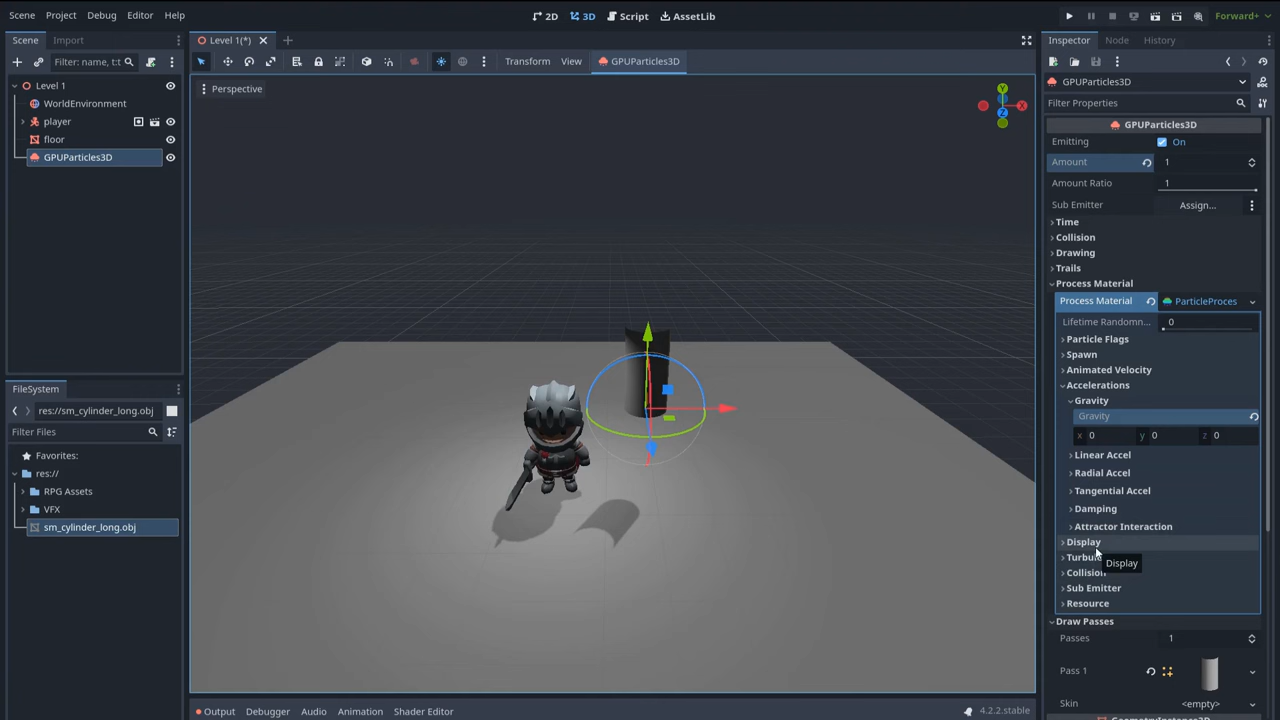 Scene Project Debug Editor Help
2D 3D Script AssetLib
Forward+
Scene Import
Filter: name, t:t
Level 1
WorldEnvironment
player
floor
GPUParticles3D
FileSystem
res://sm_cylinder_long.obj
Filter Files
Favorites:
res://
RPG Assets
VFX
sm_cylinder_long.obj
Level 1(*)
Transform View GPUParticles3D
Perspective
Y
X
Z
Output Debugger Audio Animation Shader Editor
4.2.2.stable
Inspector Node History
GPUParticles3D
Filter Properties
GPUParticles3D
Emitting On
Amount 1
Amount Ratio 1
Sub Emitter Assign...
Time
Collision
Drawing
Trails
Process Material
Process Material ParticleProces
Lifetime Randomn... 0
Particle Flags
Spawn
Animated Velocity
Accelerations
Gravity
Gravity
x 0 y 0 z 0
Linear Accel
Radial Accel
Tangential Accel
Damping
Attractor Interaction
Display
Turbule
Display
Collision
Sub Emitter
Resource
Draw Passes
Passes 1
Pass 1
Skin <empty>
GeometryInstance3D